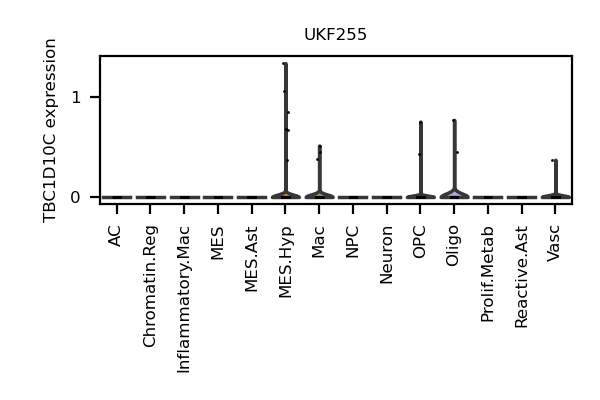 UKF255
TBC1D10C expression
1
0
AC
Chromatin.Reg
Inflammatory.Mac
MES
MES.Ast
MES.Hyp
Mac
NPC
Neuron
OPC
Oligo
Prolif.Metab
Reactive.Ast
Vasc